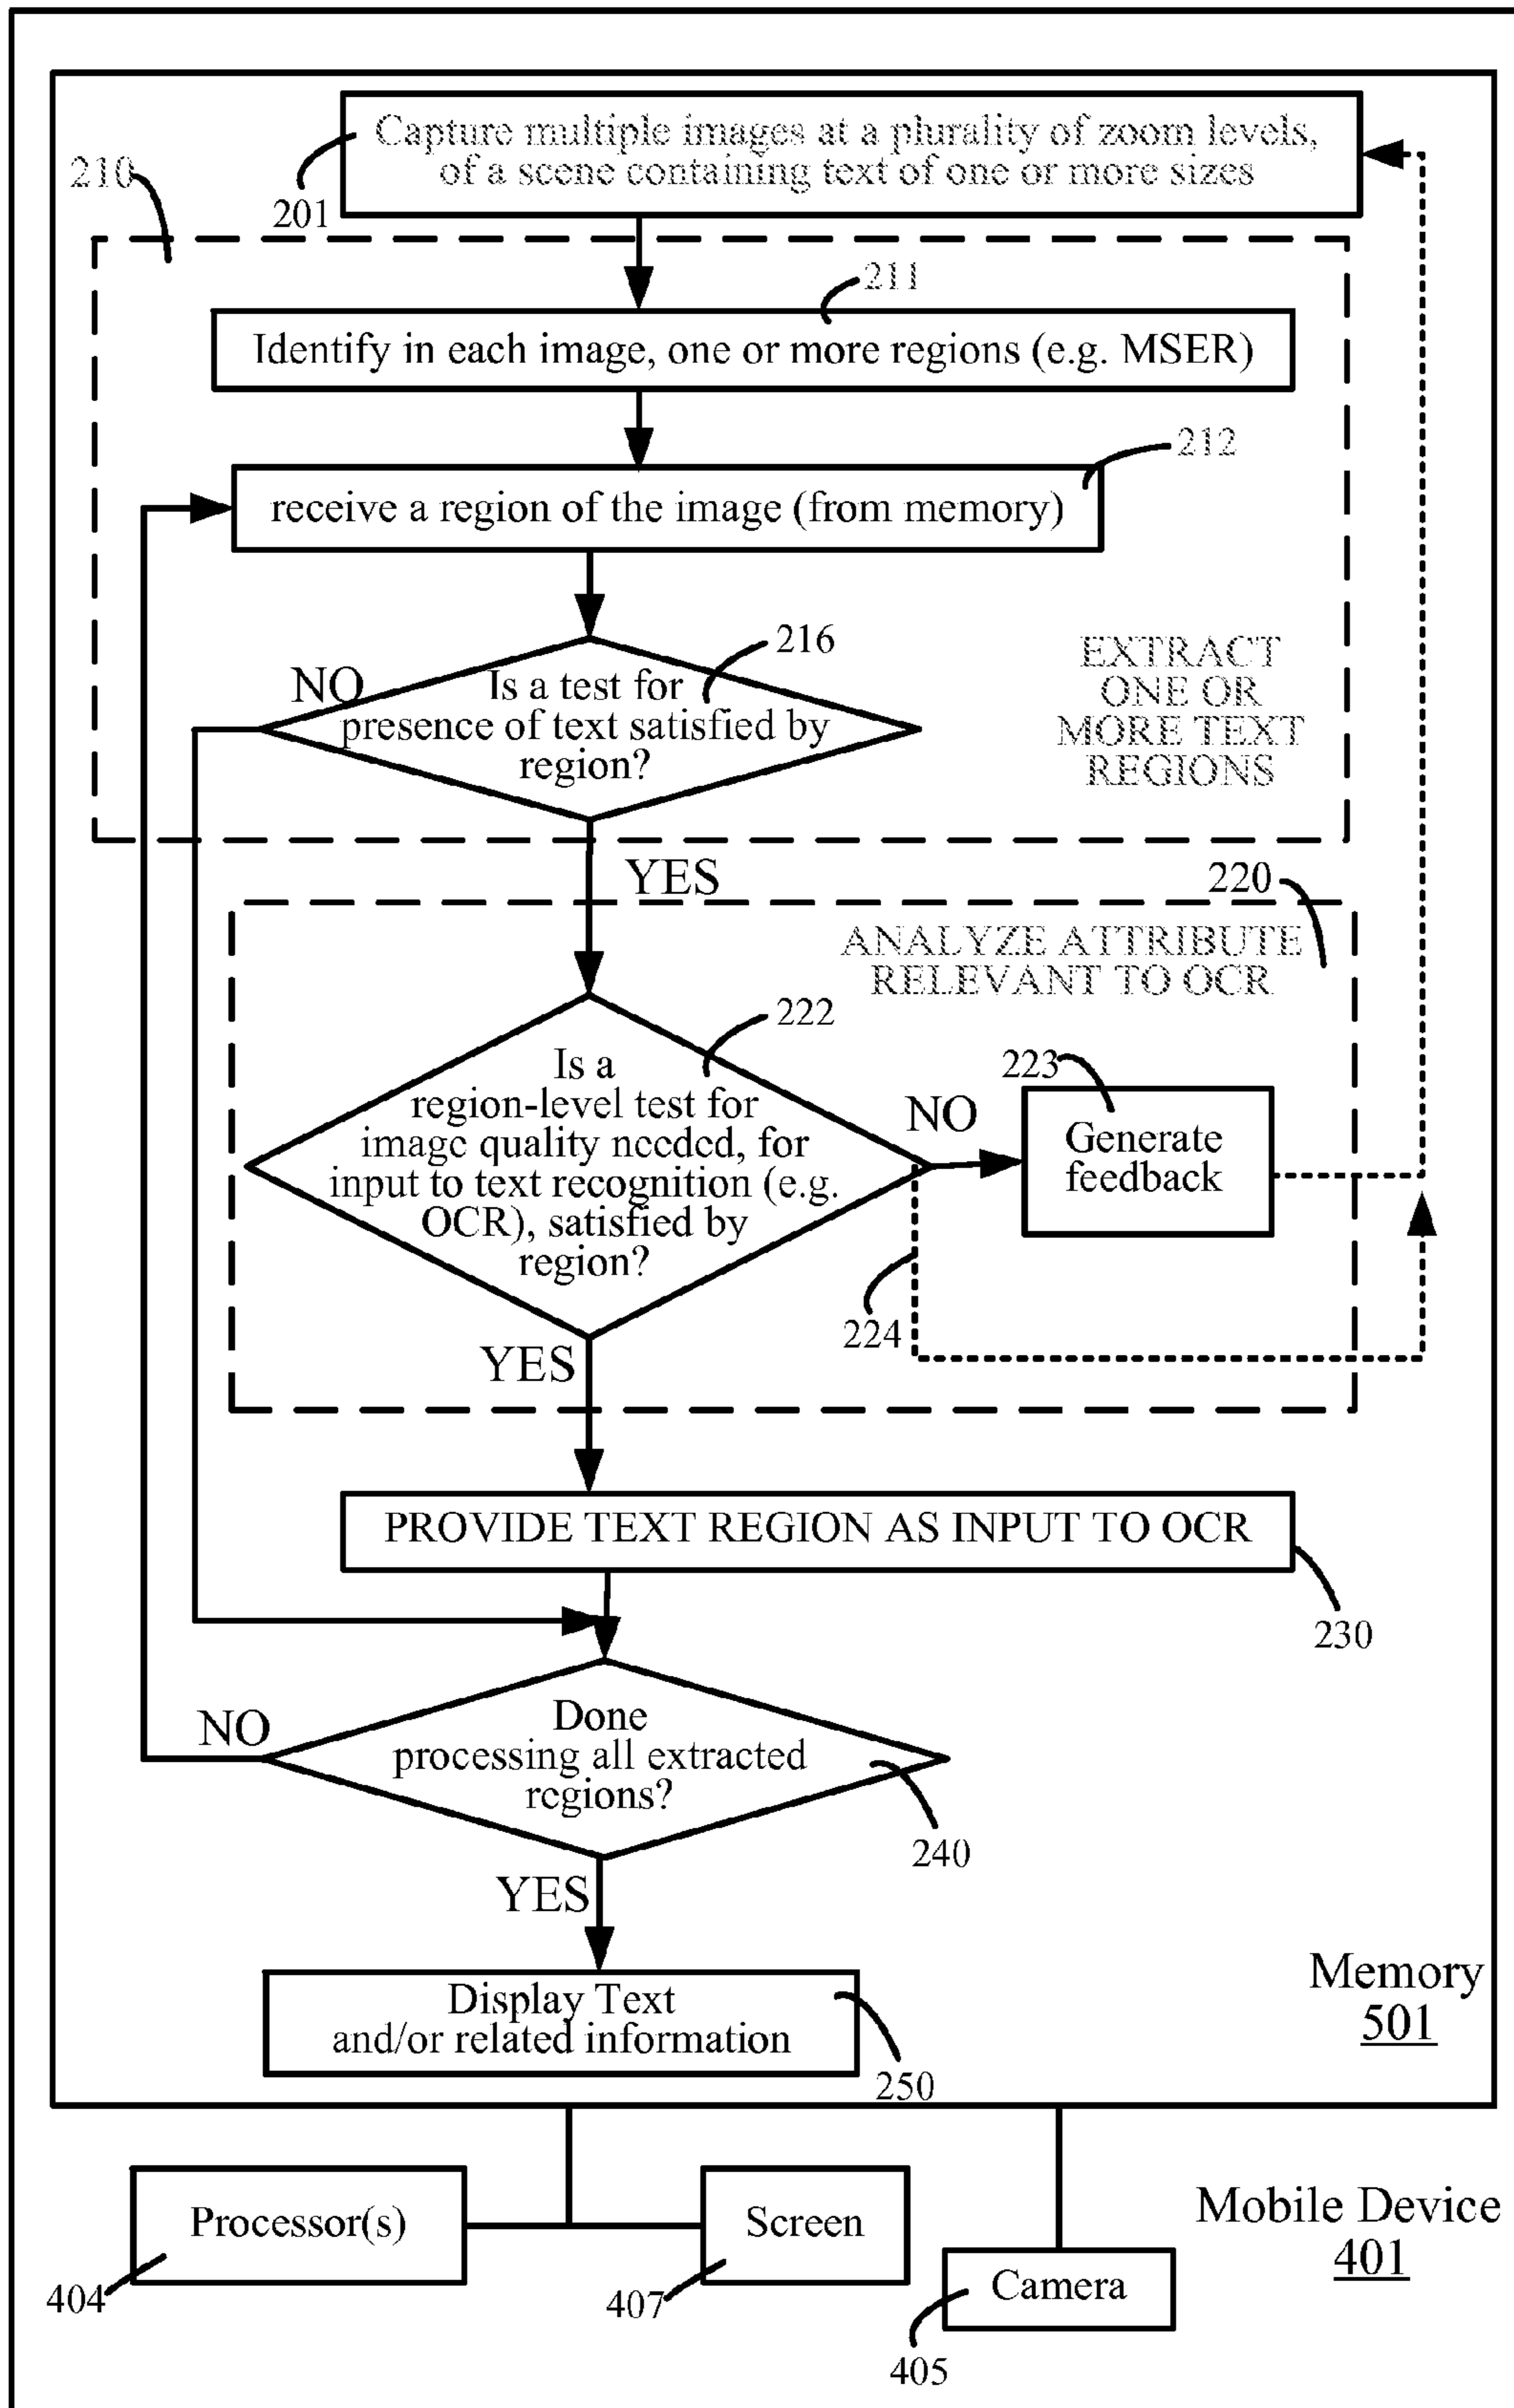 Capture multiple images at a plurality of zoom levels,
of a scene containing text of one or more sizes
210
201
211
Identify in each image, one or more regions (e.g. MSER)
212
receive a region of the image (from memory)
216
NO
Is a test for
presence of text satisfied by
region?
EXTRACT
ONE OR
MORE TEXT
REGIONS
YES
220
ANALYZE ATTRIBUTE
RELEVANT TO OCR
222
Is a
region-level test for
image quality needed, for
input to text recognition (e.g.
OCR), satisfied by
region?
NO
223
Generate
feedback
224
YES
PROVIDE TEXT REGION AS INPUT TO OCR
230
NO
Done
processing all extracted
regions?
240
YES
Display Text
and/or related information
250
Memory
501
Processor(s)
404
Screen
407
Camera
405
Mobile Device
401